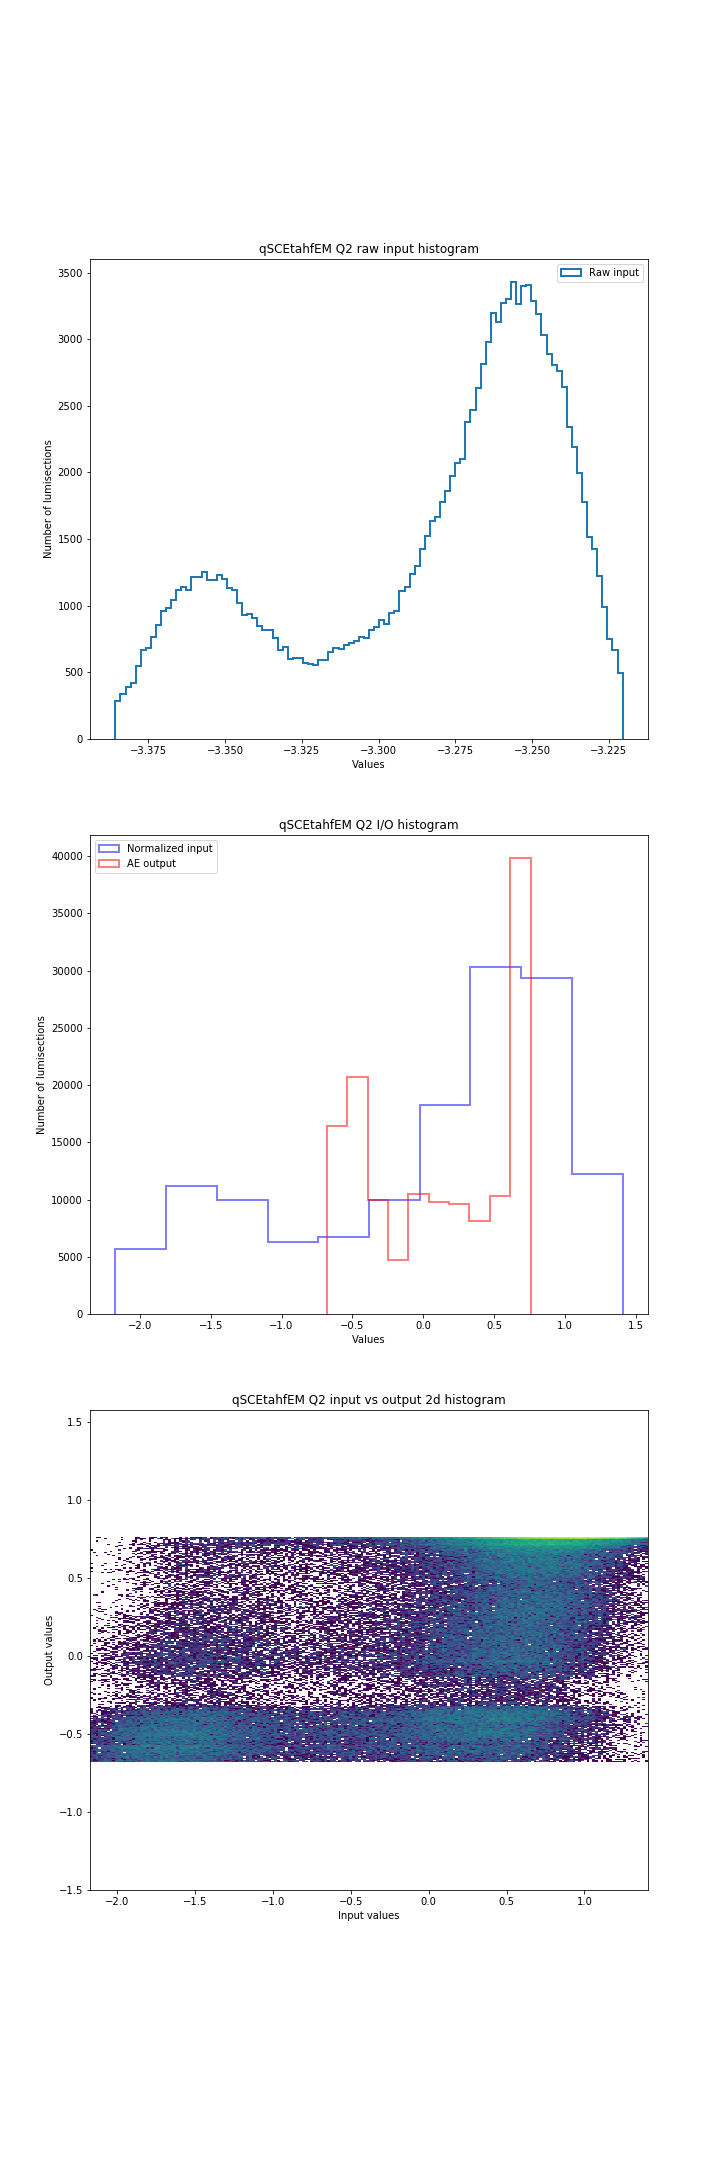 qSCEtahfEM Q2 raw input histogram
Raw input
3500
3000
2500
2000
1500
1000
500
0
Number of lumisections
−3.375 −3.350 −3.325 −3.300 −3.275 −3.250 −3.225
Values
qSCEtahfEM Q2 I/O histogram
Normalized input
AE output
40000
35000
30000
25000
20000
15000
10000
5000
0
Number of lumisections
−2.0 −1.5 −1.0 −0.5 0.0 0.5 1.0 1.5
Values
qSCEtahfEM Q2 input vs output 2d histogram
1.5
1.0
0.5
0.0
−0.5
−1.0
−1.5
Output values
−2.0 −1.5 −1.0 −0.5 0.0 0.5 1.0
Input values